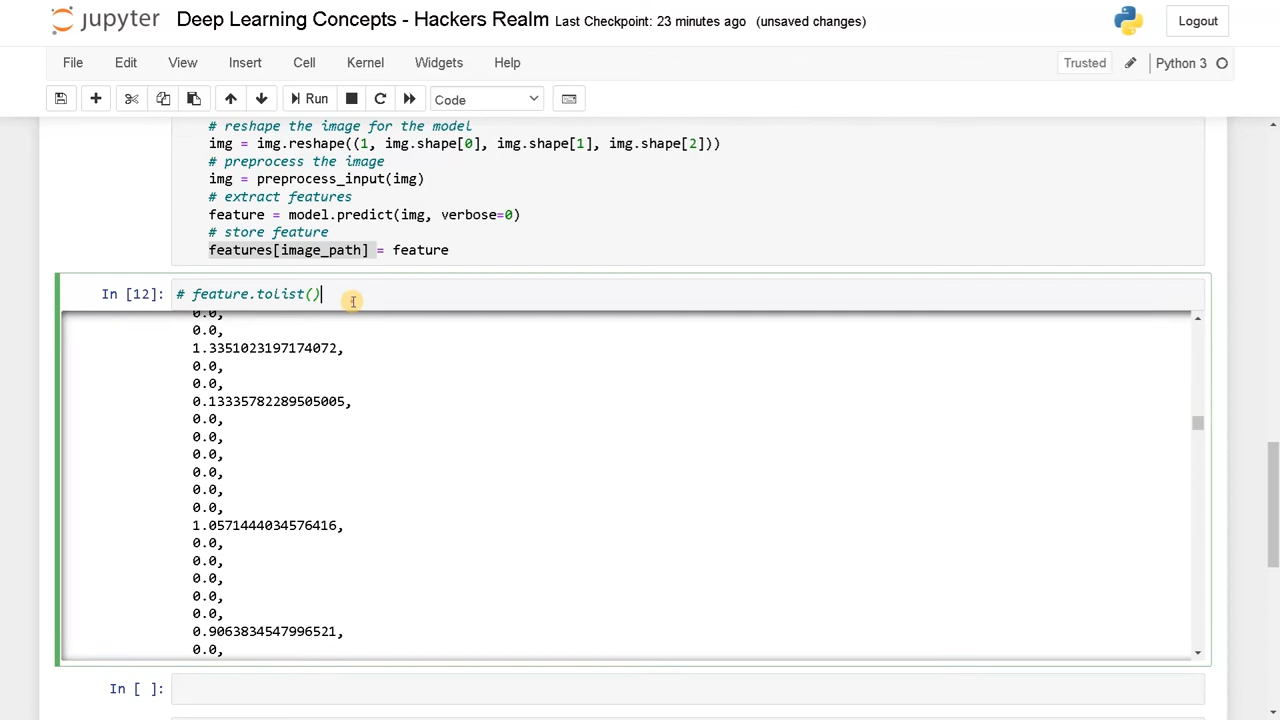 jupyter Deep Learning Concepts - Hackers Realm Last Checkpoint: 23 minutes ago (unsaved changes) Logout
File Edit View Insert Cell Kernel Widgets Help Trusted Python 3
Run Code
# reshape the image for the model
img = img.reshape((1, img.shape[0], img.shape[1], img.shape[2]))
# preprocess the image
img = preprocess_input(img)
# extract features
feature = model.predict(img, verbose=0)
# store feature
features[image_path] = feature
In [12]: # feature.tolist()
0.0,
0.0,
1.3351023197174072,
0.0,
0.0,
0.13335782289505005,
0.0,
0.0,
0.0,
0.0,
0.0,
0.0,
1.0571444034576416,
0.0,
0.0,
0.0,
0.0,
0.0,
0.9063834547996521,
0.0,
In [ ]: